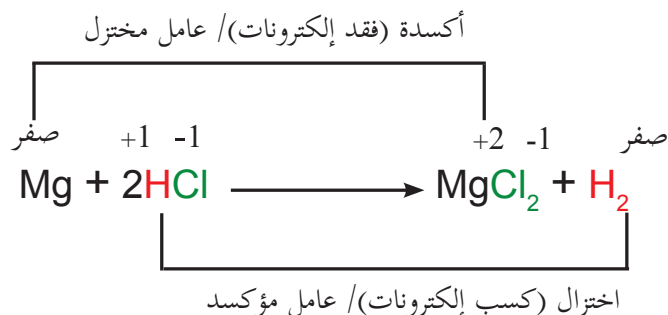 أكسدة (فقد إلكترونات)/ عامل مختزل
صفر +1 -1 +2 -1 صفر
Mg + 2HCl ⟶ MgCl₂ + H₂
اختزال (كسب إلكترونات)/ عامل مؤكسد